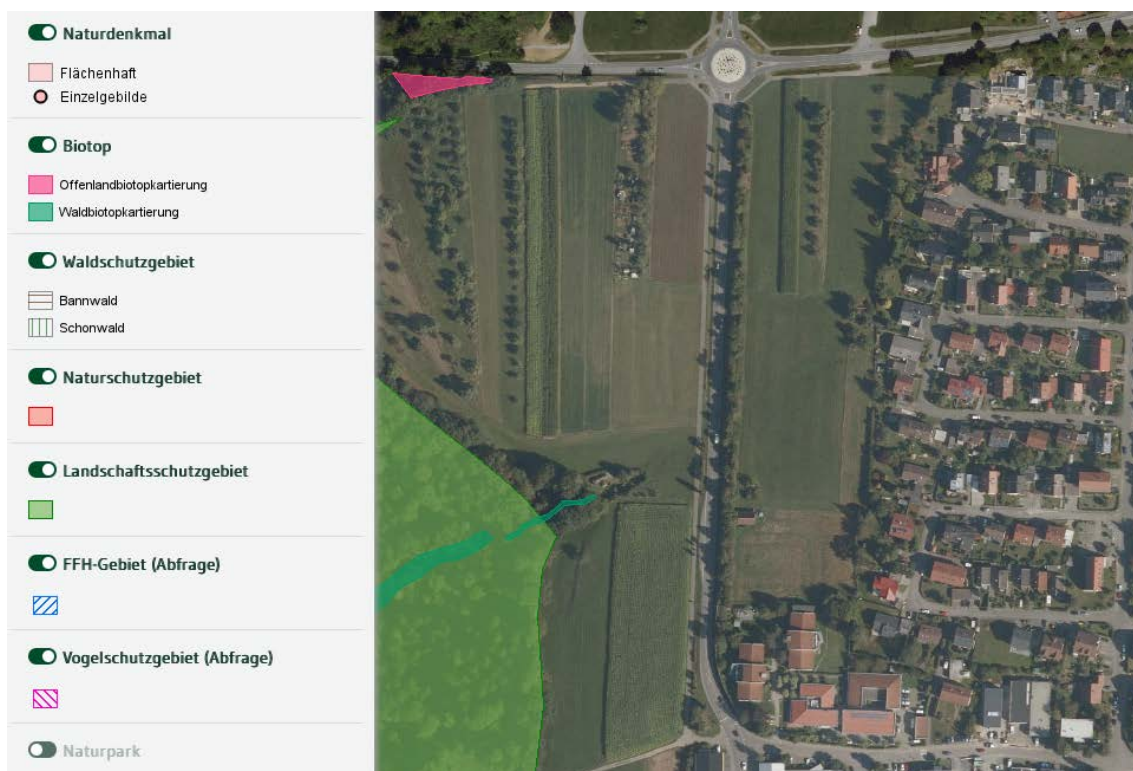 Naturdenkmal
Flächenhaft
Einzelgebilde
Biotop
Offenlandbiotopkartierung
Waldbiotopkartierung
Waldschutzgebiet
Bannwald
Schonwald
Naturschutzgebiet
Landschaftsschutzgebiet
FFH-Gebiet (Abfrage)
Vogelschutzgebiet (Abfrage)
Naturpark